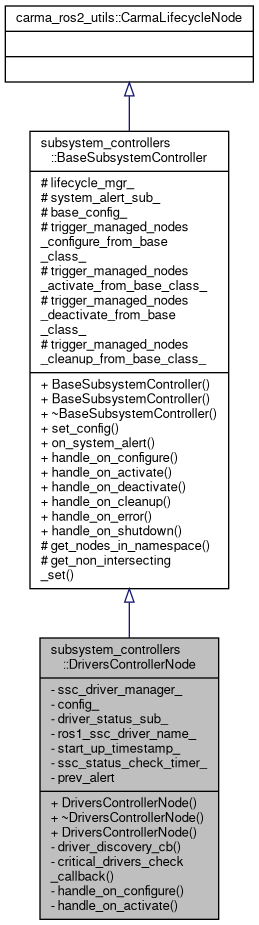 carma_ros2_utils::CarmaLifecycleNode
subsystem_controllers
::BaseSubsystemController
# lifecycle_mgr_
# system_alert_sub_
# base_config_
# trigger_managed_nodes
_configure_from_base
_class_
# trigger_managed_nodes
_activate_from_base_class_
# trigger_managed_nodes
_deactivate_from_base
_class_
# trigger_managed_nodes
_cleanup_from_base_class_
+ BaseSubsystemController()
+ BaseSubsystemController()
+ ~BaseSubsystemController()
+ set_config()
+ on_system_alert()
+ handle_on_configure()
+ handle_on_activate()
+ handle_on_deactivate()
+ handle_on_cleanup()
+ handle_on_error()
+ handle_on_shutdown()
# get_nodes_in_namespace()
# get_non_intersecting
_set()
subsystem_controllers
::DriversControllerNode
- ssc_driver_manager_
- config_
- driver_status_sub_
- ros1_ssc_driver_name_
- start_up_timestamp_
- ssc_status_check_timer_
- prev_alert
+ DriversControllerNode()
+ ~DriversControllerNode()
+ DriversControllerNode()
- driver_discovery_cb()
- critical_drivers_check
_callback()
- handle_on_configure()
- handle_on_activate()